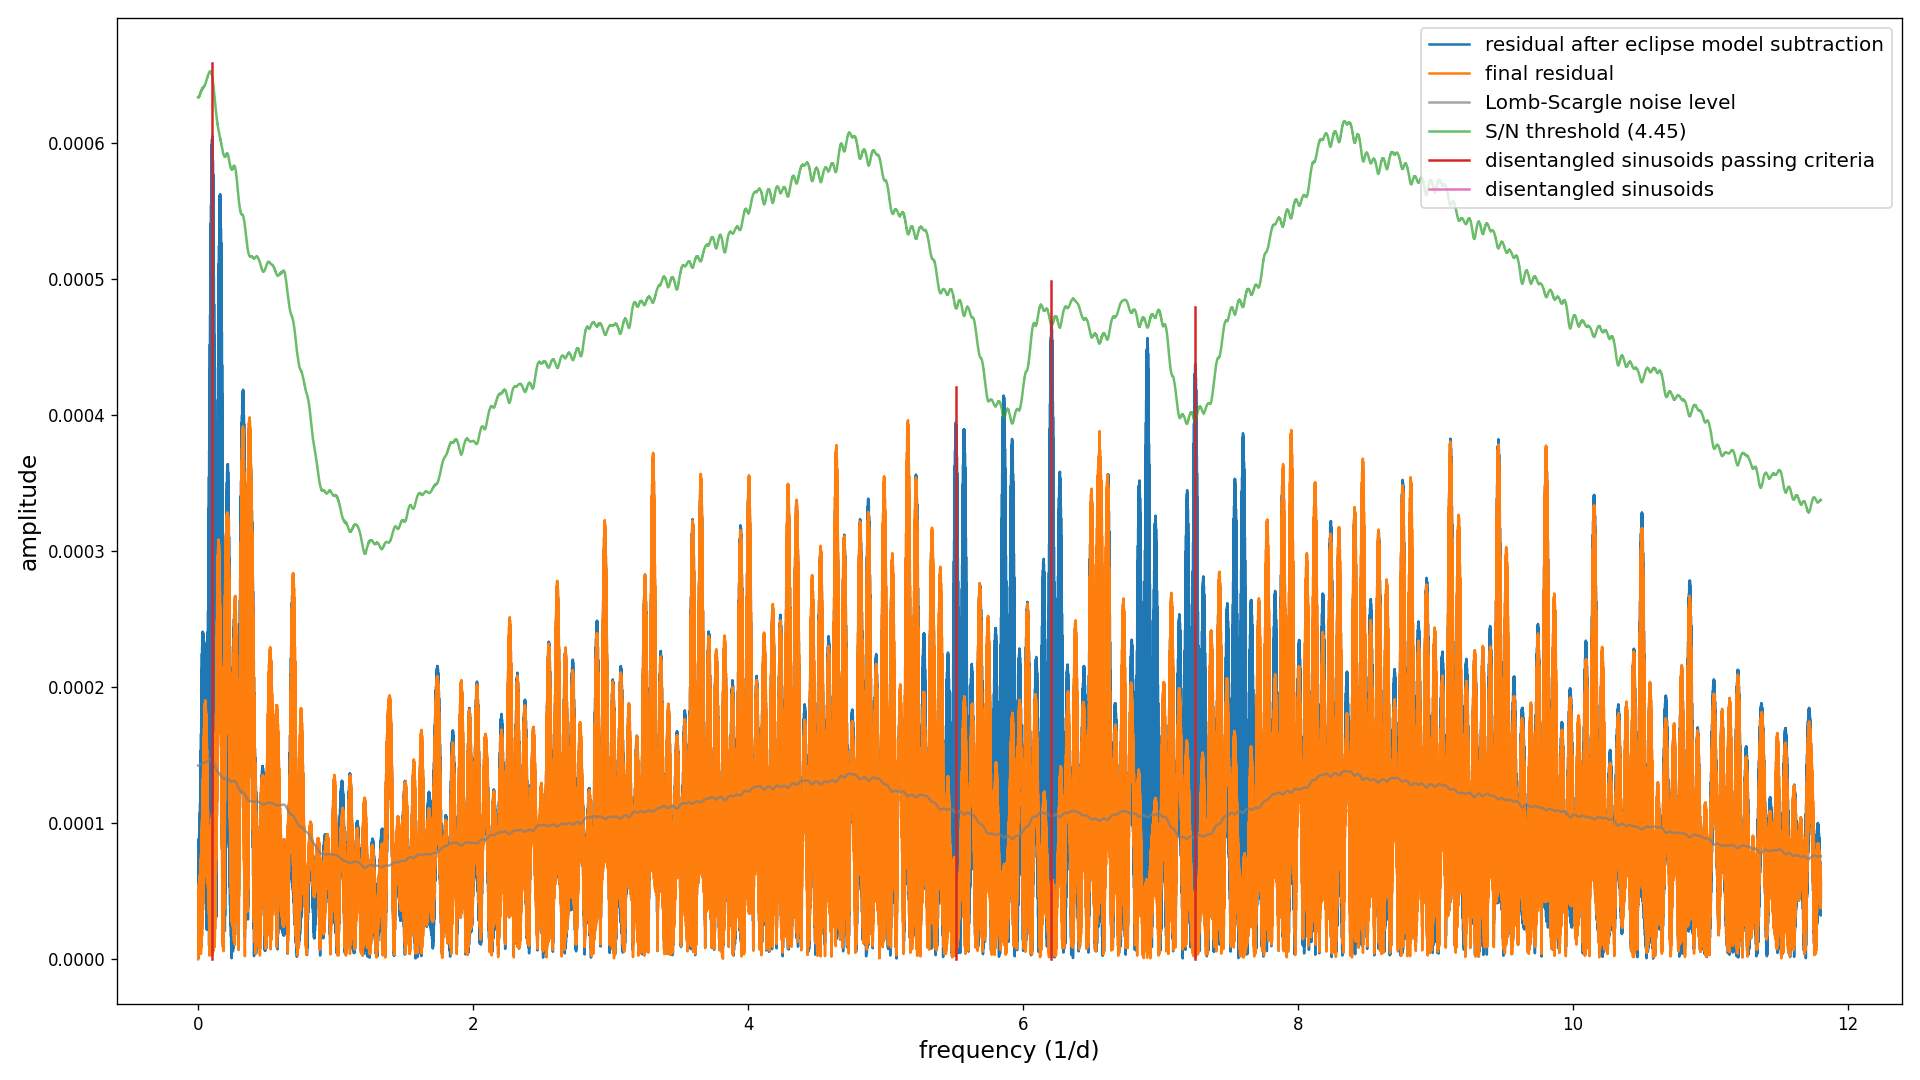 residual after eclipse model subtraction
final residual
Lomb-Scargle noise level
S/N threshold (4.45)
disentangled sinusoids passing criteria
disentangled sinusoids
amplitude
0.0006
0.0005
0.0004
0.0003
0.0002
0.0001
0.0000
0 2 4 6 8 10 12
frequency (1/d)